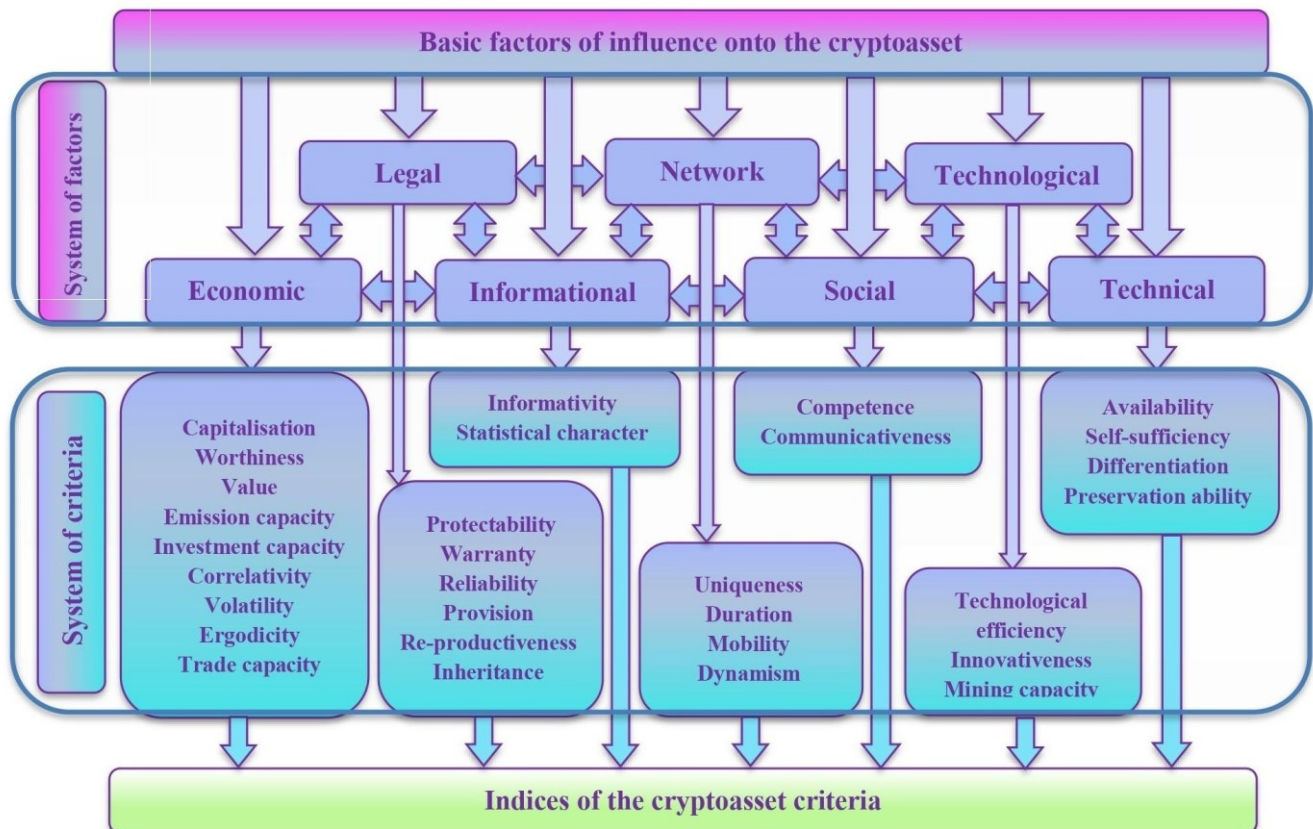 Basic factors of influence onto the cryptoasset
System of factors
Legal
Network
Technological
Economic
Informational
Social
Technical
System of criteria
Capitalisation
Worthiness
Value
Emission capacity
Investment capacity
Correlativity
Volatility
Ergodicity
Trade capacity
Protectability
Warranty
Reliability
Provision
Re-productiveness
Inheritance
Informativity
Statistical character
Uniqueness
Duration
Mobility
Dynamism
Competence
Communicativeness
Technological
efficiency
Innovativeness
Mining capacity
Availability
Self-sufficiency
Differentiation
Preservation ability
Indices of the cryptoasset criteria